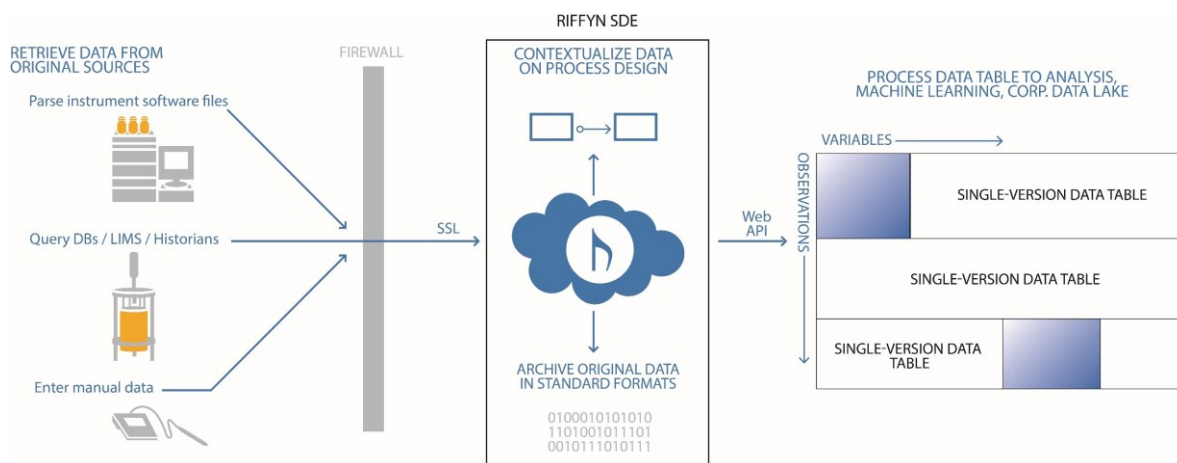 RIFFYN SDE
RETRIEVE DATA FROM
ORIGINAL SOURCES
Parse instrument software files
Query DBs / LIMS / Historians
Enter manual data
FIREWALL
SSL
CONTEXTUALIZE DATA
ON PROCESS DESIGN
ARCHIVE ORIGINAL DATA
IN STANDARD FORMATS
0100010101010
1101001011101
0010111010111
Web
API
PROCESS DATA TABLE TO ANALYSIS,
MACHINE LEARNING, CORP. DATA LAKE
VARIABLES
OBSERVATIONS
SINGLE-VERSION DATA TABLE
SINGLE-VERSION DATA TABLE
SINGLE-VERSION DATA
TABLE